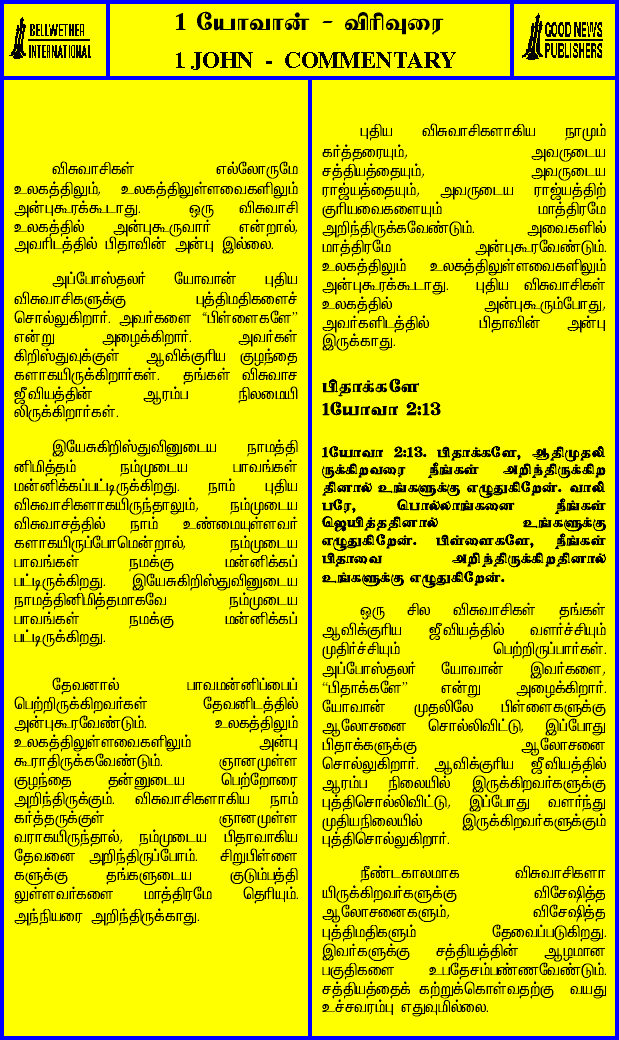 BELLWETHER
INTERNATIONAL
1 யோவான் - விரிவுரை
1 JOHN - COMMENTARY
GOOD NEWS
PUBLISHERS
விசுவாசிகள் எல்லோருமே
உலகத்திலும், உலகத்திலுள்ளவைகளிலும்
அன்புகூரக்கூடாது. ஒரு விசுவாசி
உலகத்தில் அன்புகூருவார் என்றால்,
அவரிடத்தில் பிதாவின் அன்பு இல்லை.
அப்போஸ்தலர் யோவான் புதிய
விசுவாசிகளுக்கு புத்திமதிகளைச்
சொல்லுகிறார். அவர்களை “பிள்ளைகளே”
என்று அழைக்கிறார். அவர்கள்
கிறிஸ்துவுக்குள் ஆவிக்குரிய குழந்தை
களாகயிருக்கிறார்கள். தங்கள் விசுவாச
ஜீவியத்தின் ஆரம்ப நிலமையி
லிருக்கிறார்கள்.
இயேசுகிறிஸ்துவினுடைய நாமத்தி
னிமித்தம் நம்முடைய பாவங்கள்
மன்னிக்கப்பட்டிருக்கிறது. நாம் புதிய
விசுவாசிகளாகயிருந்தாலும், நம்முடைய
விசுவாசத்தில் நாம் உண்மையுள்ளவர்
களாகயிருப்போமென்றால், நம்முடைய
பாவங்கள் நமக்கு மன்னிக்கப்
பட்டிருக்கிறது. இயேசுகிறிஸ்துவினுடைய
நாமத்தினிமித்தமாகவே நம்முடைய
பாவங்கள் நமக்கு மன்னிக்கப்
பட்டிருக்கிறது.
தேவனால் பாவமன்னிப்பைப்
பெற்றிருக்கிறவர்கள் தேவனிடத்தில்
அன்புகூரவேண்டும். உலகத்திலும்
உலகத்திலுள்ளவைகளிலும் அன்பு
கூராதிருக்கவேண்டும். ஞானமுள்ள
குழந்தை தன்னுடைய பெற்றோரை
அறிந்திருக்கும். விசுவாசிகளாகிய நாம்
கர்த்தருக்குள் ஞானமுள்ள
வராகயிருந்தால், நம்முடைய பிதாவாகிய
தேவனை அறிந்திருப்போம். சிறுபிள்ளை
களுக்கு தங்களுடைய குடும்பத்தி
லுள்ளவர்களை மாத்திரமே தெரியும்.
அந்நியரை அறிந்திருக்காது.
புதிய விசுவாசிகளாகிய நாமும்
கர்த்தரையும், அவருடைய
சத்தியத்தையும், அவருடைய
ராஜ்யத்தையும், அவருடைய ராஜ்யத்திற்
குரியவைகளையும் மாத்திரமே
அறிந்திருக்கவேண்டும். அவைகளில்
மாத்திரமே அன்புகூரவேண்டும்.
உலகத்திலும் உலகத்திலுள்ளவைகளிலும்
அன்புகூரக்கூடாது. புதிய விசுவாசிகள்
உலகத்தில் அன்புகூரும்போது,
அவர்களிடத்தில் பிதாவின் அன்பு
இருக்காது.
பிதாக்களே
1யோவா 2:13
1யோவா 2:13. பிதாக்களே, ஆதிமுதலி
ருக்கிறவரை நீங்கள் அறிந்திருக்கிற
தினால் உங்களுக்கு எழுதுகிறேன். வாலி
பரே, பொல்லாங்கனை நீங்கள்
ஜெயித்ததினால் உங்களுக்கு
எழுதுகிறேன். பிள்ளைகளே, நீங்கள்
பிதாவை அறிந்திருக்கிறதினால்
உங்களுக்கு எழுதுகிறேன்.
ஒரு சில விசுவாசிகள் தங்கள்
ஆவிக்குரிய ஜீவியத்தில் வளர்ச்சியும்
முதிர்ச்சியும் பெற்றிருப்பார்கள்.
அப்போஸ்தலர் யோவான் இவர்களை,
“பிதாக்களே” என்று அழைக்கிறார்.
யோவான் முதலிலே பிள்ளைகளுக்கு
ஆலோசனை சொல்லிவிட்டு, இப்போது
பிதாக்களுக்கு ஆலோசனை
சொல்லுகிறார். ஆவிக்குரிய ஜீவியத்தில்
ஆரம்ப நிலையில் இருக்கிறவர்களுக்கு
புத்திசொல்லிவிட்டு, இப்போது வளர்ந்து
முதியநிலையில் இருக்கிறவர்களுக்கும்
புத்திசொல்லுகிறார்.
நீண்டகாலமாக விசுவாசிகளா
யிருக்கிறவர்களுக்கு விசேஷித்த
ஆலோசனைகளும், விசேஷித்த
புத்திமதிகளும் தேவைப்படுகிறது.
இவர்களுக்கு சத்தியத்தின் ஆழமான
பகுதிகளை உபதேசம்பண்ணவேண்டும்.
சத்தியத்தைக் கற்றுக்கொள்வதற்கு வயது
உச்சவரம்பு எதுவுமில்லை.